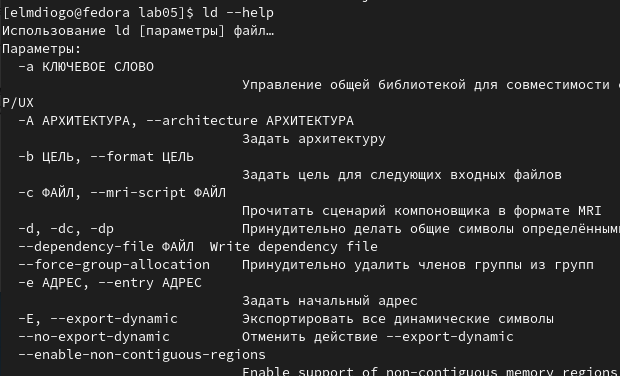 [elmdiogo@fedora lab05]$ ld --help
Использование ld [параметры] файл…
Параметры:
-a КЛЮЧЕВОЕ СЛОВО
Управление общей библиотекой для совместимости с
P/UX
-A АРХИТЕКТУРА, --architecture АРХИТЕКТУРА
Задать архитектуру
-b ЦЕЛЬ, --format ЦЕЛЬ
Задать цель для следующих входных файлов
-c ФАЙЛ, --mri-script ФАЙЛ
Прочитать сценарий компоновщика в формате MRI
-d, -dc, -dp Принудительно делать общие символы определёнными
--dependency-file ФАЙЛ Write dependency file
--force-group-allocation Принудительно удалить членов группы из групп
-e АДРЕС, --entry АДРЕС
Задать начальный адрес
-E, --export-dynamic Экспортировать все динамические символы
--no-export-dynamic Отменить действие --export-dynamic
--enable-non-contiguous-regions
Enable support of non-contiguous memory regions